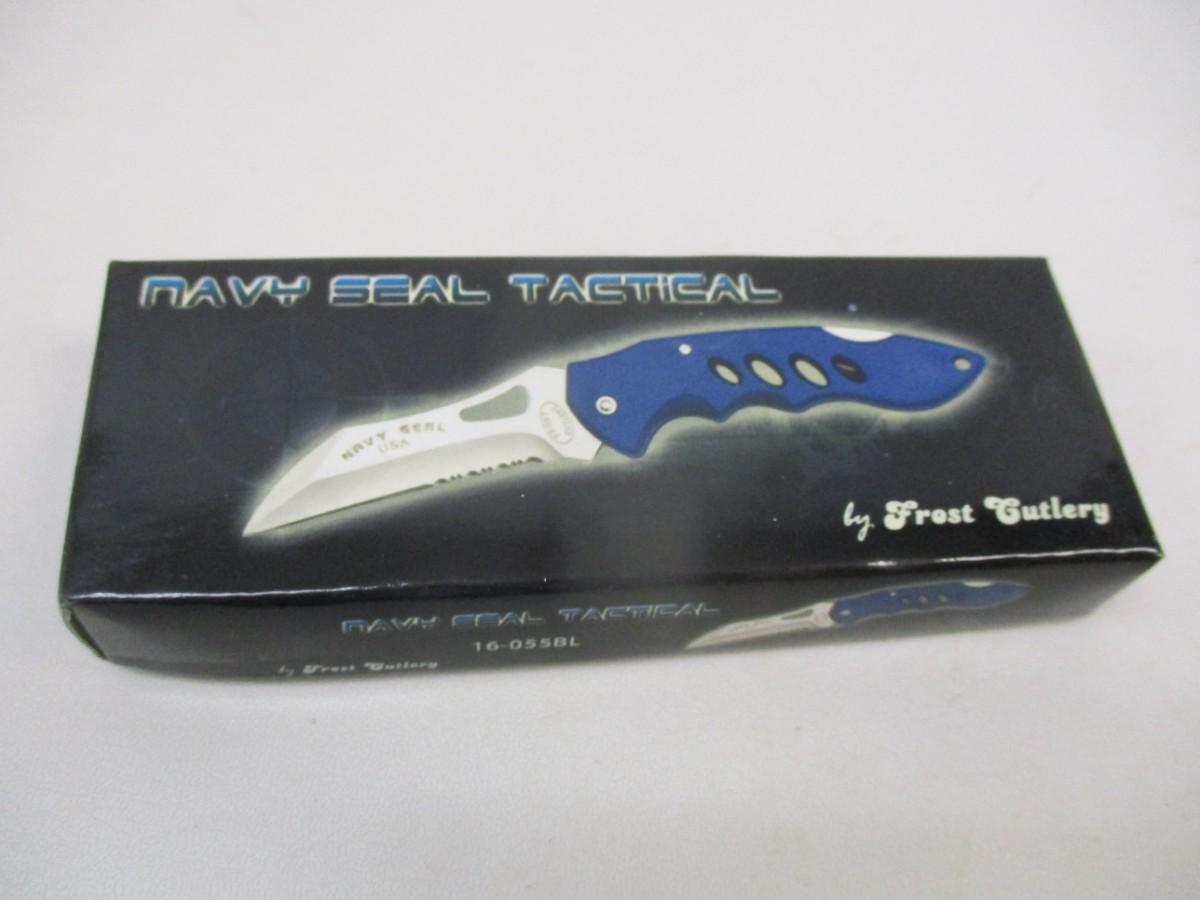 NAVY SEAL TACTICAL
NAVY SEAL
USA
by Frost Cutlery
NAVY SEAL TACTICAL
16-055BL
by Frost Cutlery